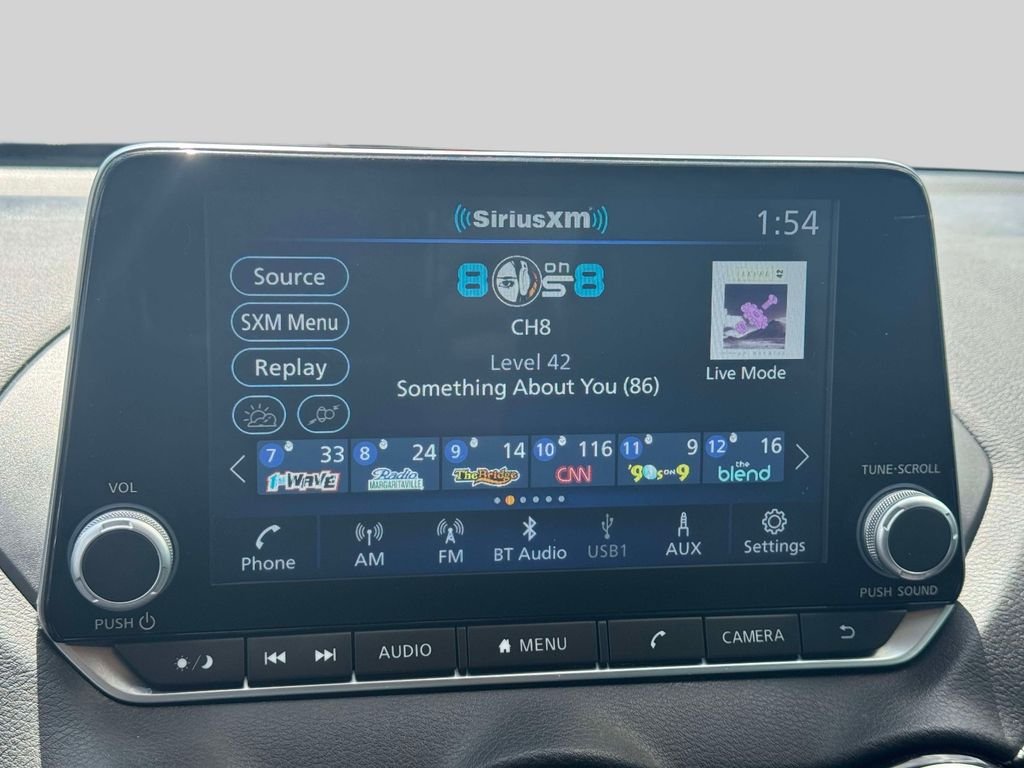 SiriusXM
1:54
Source
80s on 8
SXM Menu
CH8
Replay
Level 42
Something About You (86)
LEVEL 42
Live Mode
7 33
8 24
9 14
10 116
11 9
12 16
1st WAVE
Radio MARGARITAVILLE
The Bridge
CNN
'90s on 9
the blend
VOL
TUNE·SCROLL
Phone
AM
FM
BT Audio
USB1
AUX
Settings
PUSH
PUSH SOUND
AUDIO
MENU
CAMERA